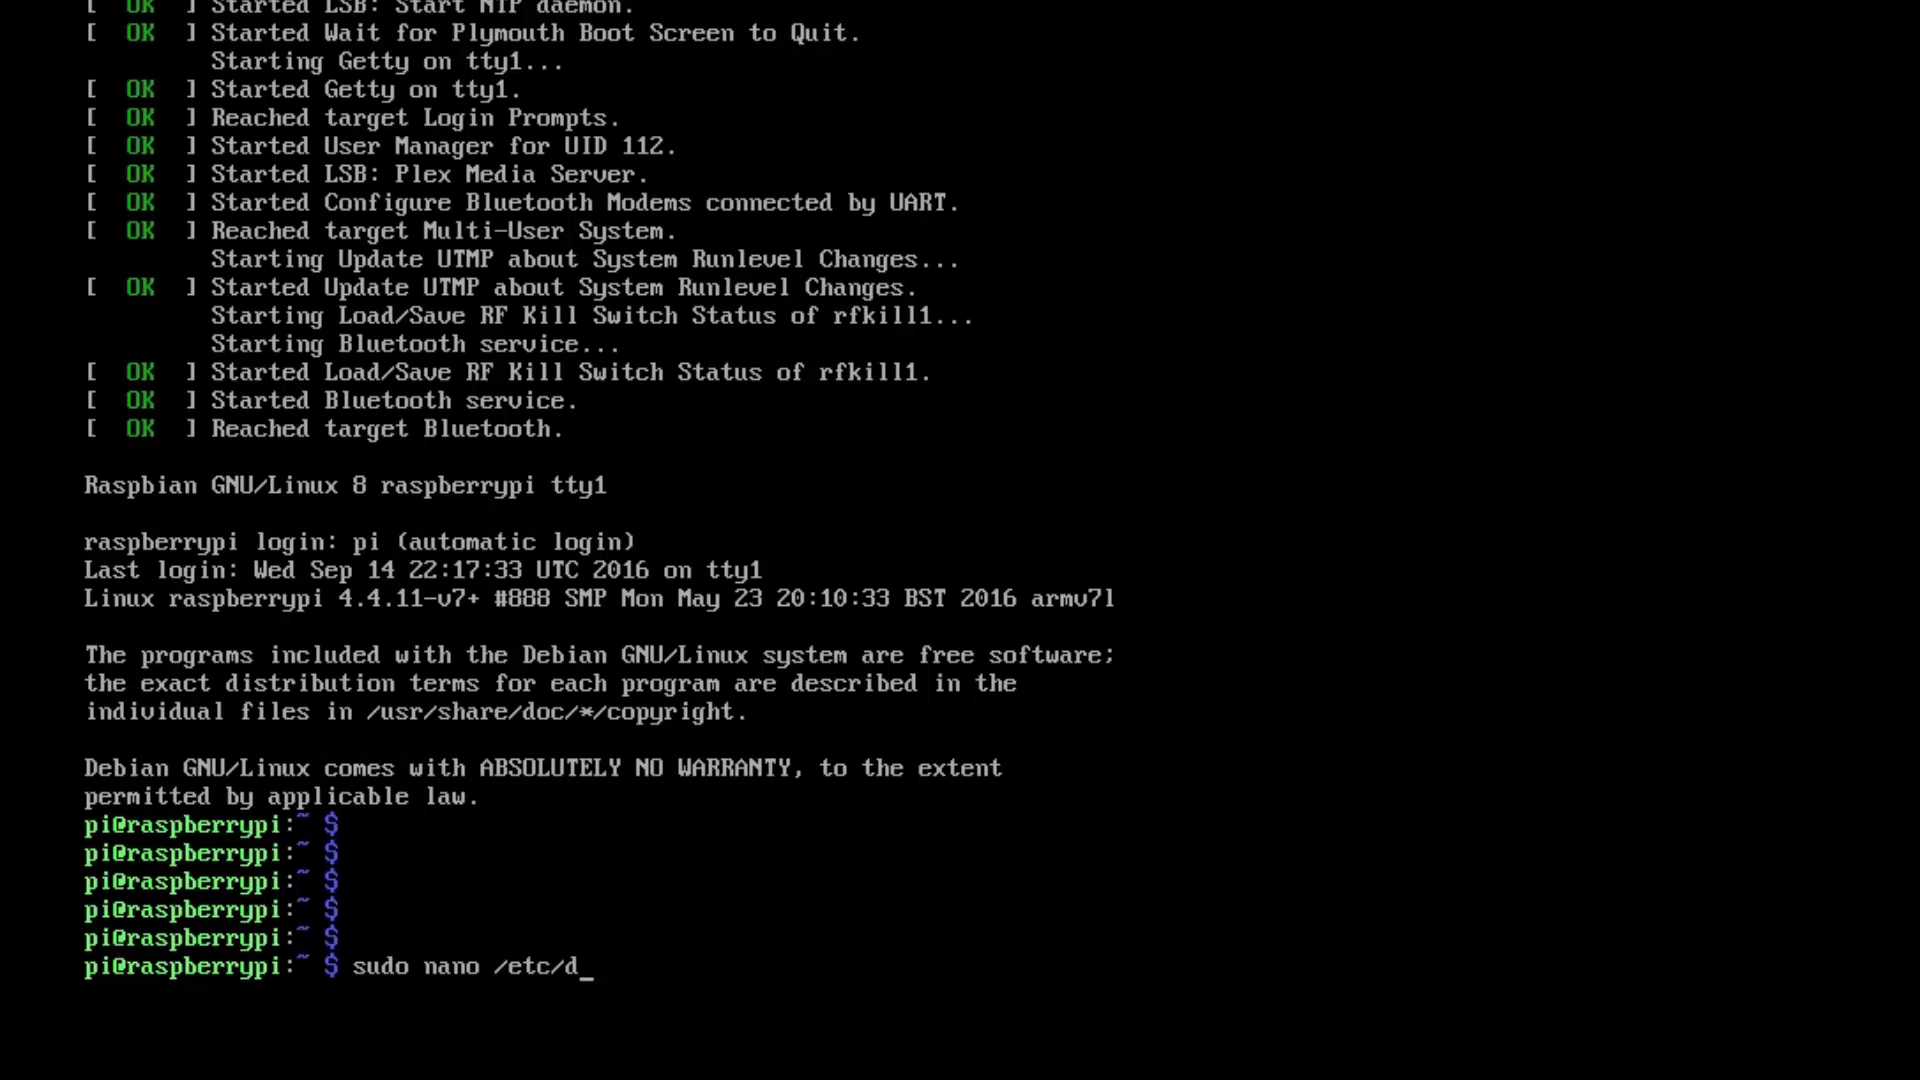 [  OK  ] Started LSB: Start NTP daemon.
[  OK  ] Started Wait for Plymouth Boot Screen to Quit.
         Starting Getty on tty1...
[  OK  ] Started Getty on tty1.
[  OK  ] Reached target Login Prompts.
[  OK  ] Started User Manager for UID 112.
[  OK  ] Started LSB: Plex Media Server.
[  OK  ] Started Configure Bluetooth Modems connected by UART.
[  OK  ] Reached target Multi-User System.
         Starting Update UTMP about System Runlevel Changes...
[  OK  ] Started Update UTMP about System Runlevel Changes.
         Starting Load/Save RF Kill Switch Status of rfkill1...
         Starting Bluetooth service...
[  OK  ] Started Load/Save RF Kill Switch Status of rfkill1.
[  OK  ] Started Bluetooth service.
[  OK  ] Reached target Bluetooth.
Raspbian GNU/Linux 8 raspberrypi tty1
raspberrypi login: pi (automatic login)
Last login: Wed Sep 14 22:17:33 UTC 2016 on tty1
Linux raspberrypi 4.4.11-v7+ #888 SMP Mon May 23 20:10:33 BST 2016 armv7l
The programs included with the Debian GNU/Linux system are free software;
the exact distribution terms for each program are described in the
individual files in /usr/share/doc/*/copyright.
Debian GNU/Linux comes with ABSOLUTELY NO WARRANTY, to the extent
permitted by applicable law.
pi@raspberrypi:~ $
pi@raspberrypi:~ $
pi@raspberrypi:~ $
pi@raspberrypi:~ $
pi@raspberrypi:~ $
pi@raspberrypi:~ $ sudo nano /etc/d_